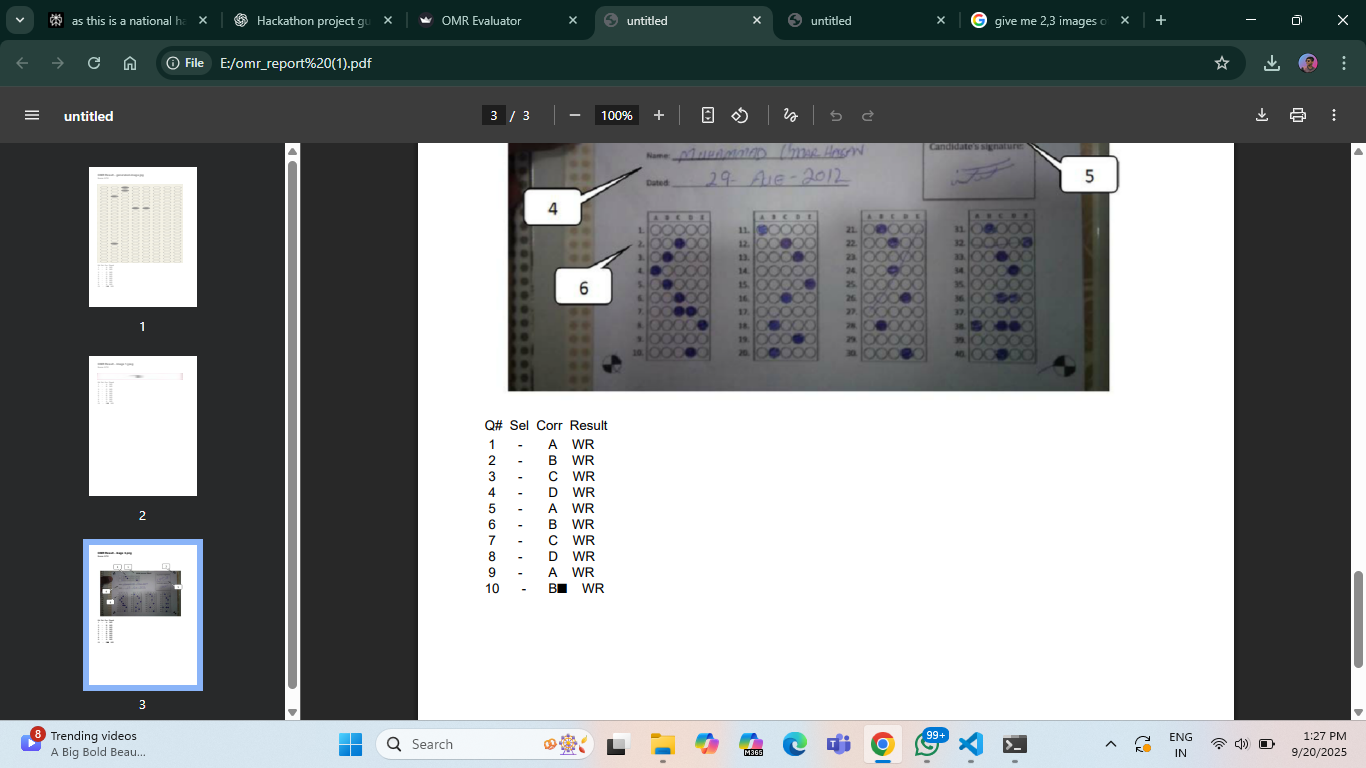 as this is a national ha
Hackathon project gu
OMR Evaluator
untitled
untitled
give me 2,3 images o
File
E:/omr_report%20(1).pdf
untitled
3 / 3
100%
1
2
3
Name: MUHAMMAD UMAR HASAN
Dated: 29-
-2012
Candidate's signature:
4
5
6
A B C D E
A B C D E
A B C D E
A B C D E
1. 11. 21. 31.
2. 12. 22. 32.
3. 13. 23. 33.
4. 14. 24. 34.
5. 15. 25. 35.
6. 16. 26. 36.
7. 17. 27. 37.
8. 18. 28. 38.
9. 19. 29. 39.
10. 20. 30. 40.
Q# Sel Corr Result
1 - A WR
2 - B WR
3 - C WR
4 - D WR
5 - A WR
6 - B WR
7 - C WR
8 - D WR
9 - A WR
10 - B■ WR
8
Trending videos
A Big Bold Beau...
Search
M365
99+
ENG
IN
1:27 PM
9/20/2025